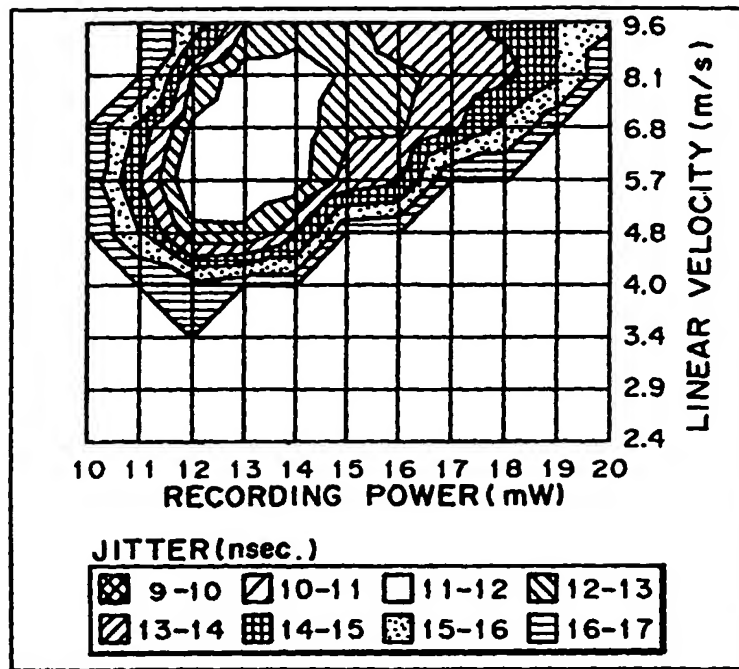 9.6
8.1
6.8
5.7
4.8
4.0
3.4
2.9
2.4
LINEAR VELOCITY (m/s)
10 11 12 13 14 15 16 17 18 19 20
RECORDING POWER (mW)
JITTER (nsec.)
9-10 10-11 11-12 12-13
13-14 14-15 15-16 16-17